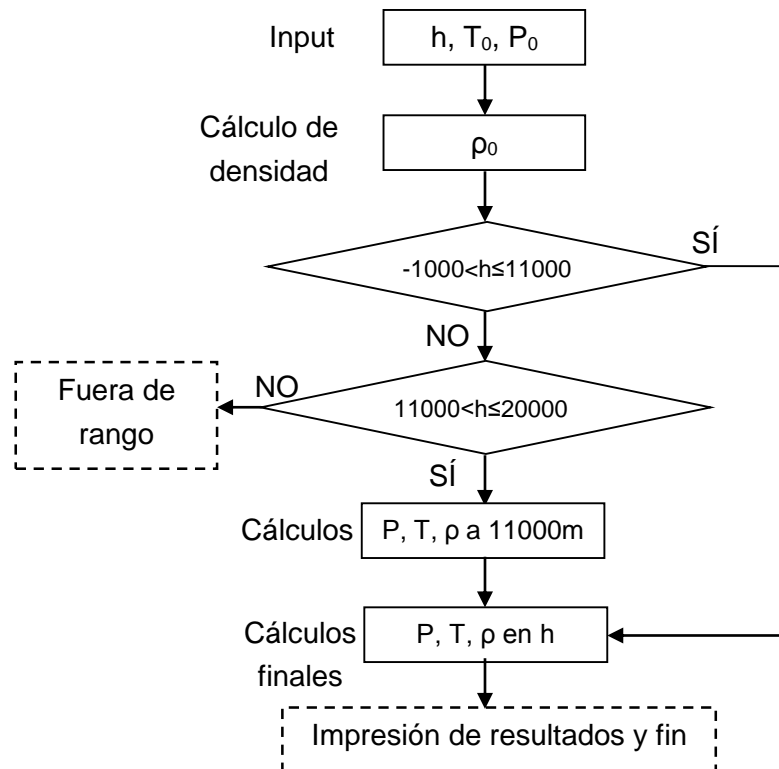 Input
h, T₀, P₀
Cálculo de
densidad
ρ₀
-1000<h≤11000
SÍ
NO
11000<h≤20000
NO
Fuera de
rango
SÍ
Cálculos
P, T, ρ a 11000m
Cálculos
finales
P, T, ρ en h
Impresión de resultados y fin